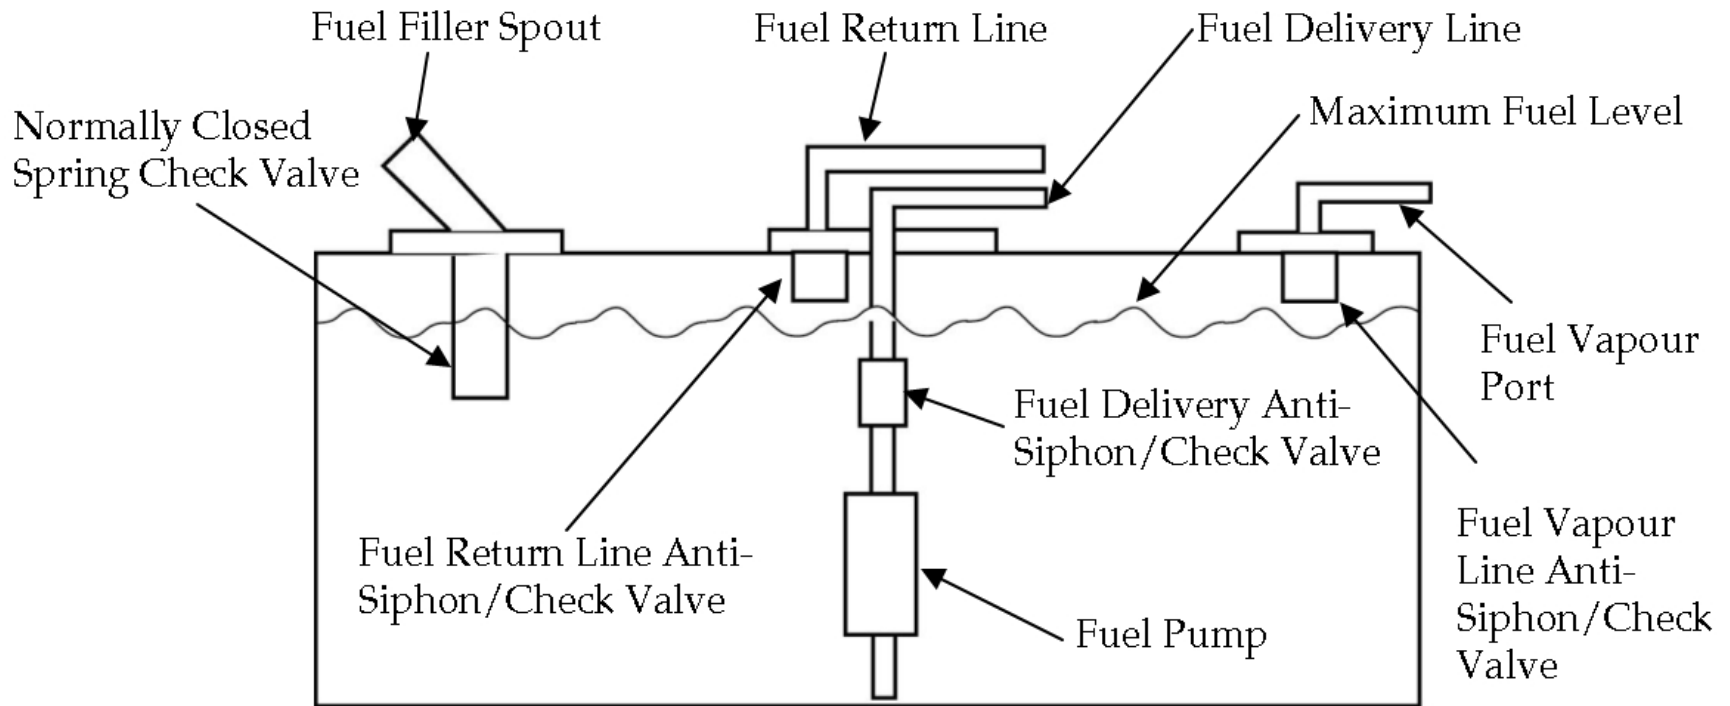 Fuel Filler Spout
Fuel Return Line
Fuel Delivery Line
Maximum Fuel Level
Normally Closed
Spring Check Valve
Fuel Vapour
Port
Fuel Delivery Anti-
Siphon/Check Valve
Fuel Return Line Anti-
Siphon/Check Valve
Fuel Vapour
Line Anti-
Siphon/Check
Valve
Fuel Pump